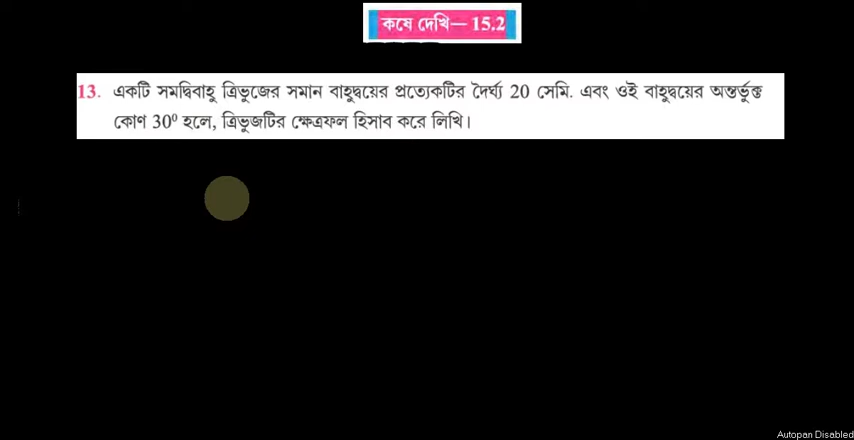 কষে দেখি— 15.2
13. একটি সমদ্বিবাহু ত্রিভুজের সমান বাহুদ্বয়ের প্রত্যেকটির দৈর্ঘ্য 20 সেমি. এবং ওই বাহুদ্বয়ের অন্তর্ভুক্ত
কোণ 30⁰ হলে, ত্রিভুজটির ক্ষেত্রফল হিসাব করে লিখি।
Autopan Disabled